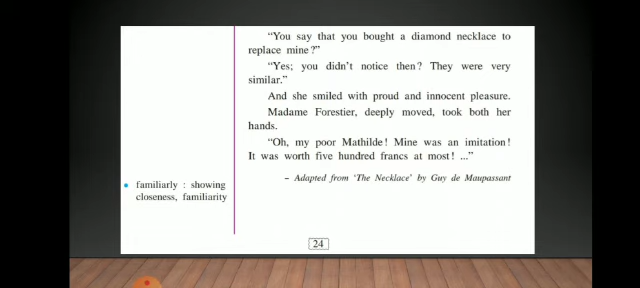 “You say that you bought a diamond necklace to
replace mine?”
“Yes; you didn’t notice then? They were very
similar.”
And she smiled with proud and innocent pleasure.
Madame Forestier, deeply moved, took both her
hands.
“Oh, my poor Mathilde! Mine was an imitation!
It was worth five hundred francs at most! ...”
– Adapted from ‘The Necklace’ by Guy de Maupassant
• familiarly : showing
closeness, familiarity
24